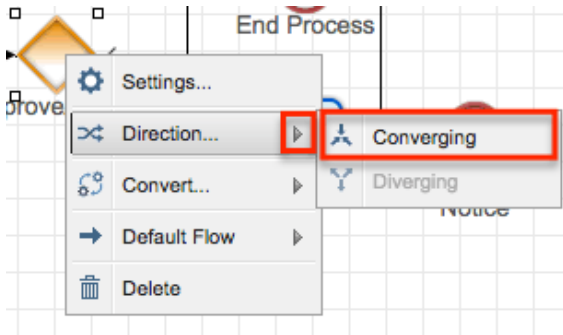 End Process
prove
Settings...
Direction...
Converging
Convert...
Diverging
Notice
Default Flow
Delete